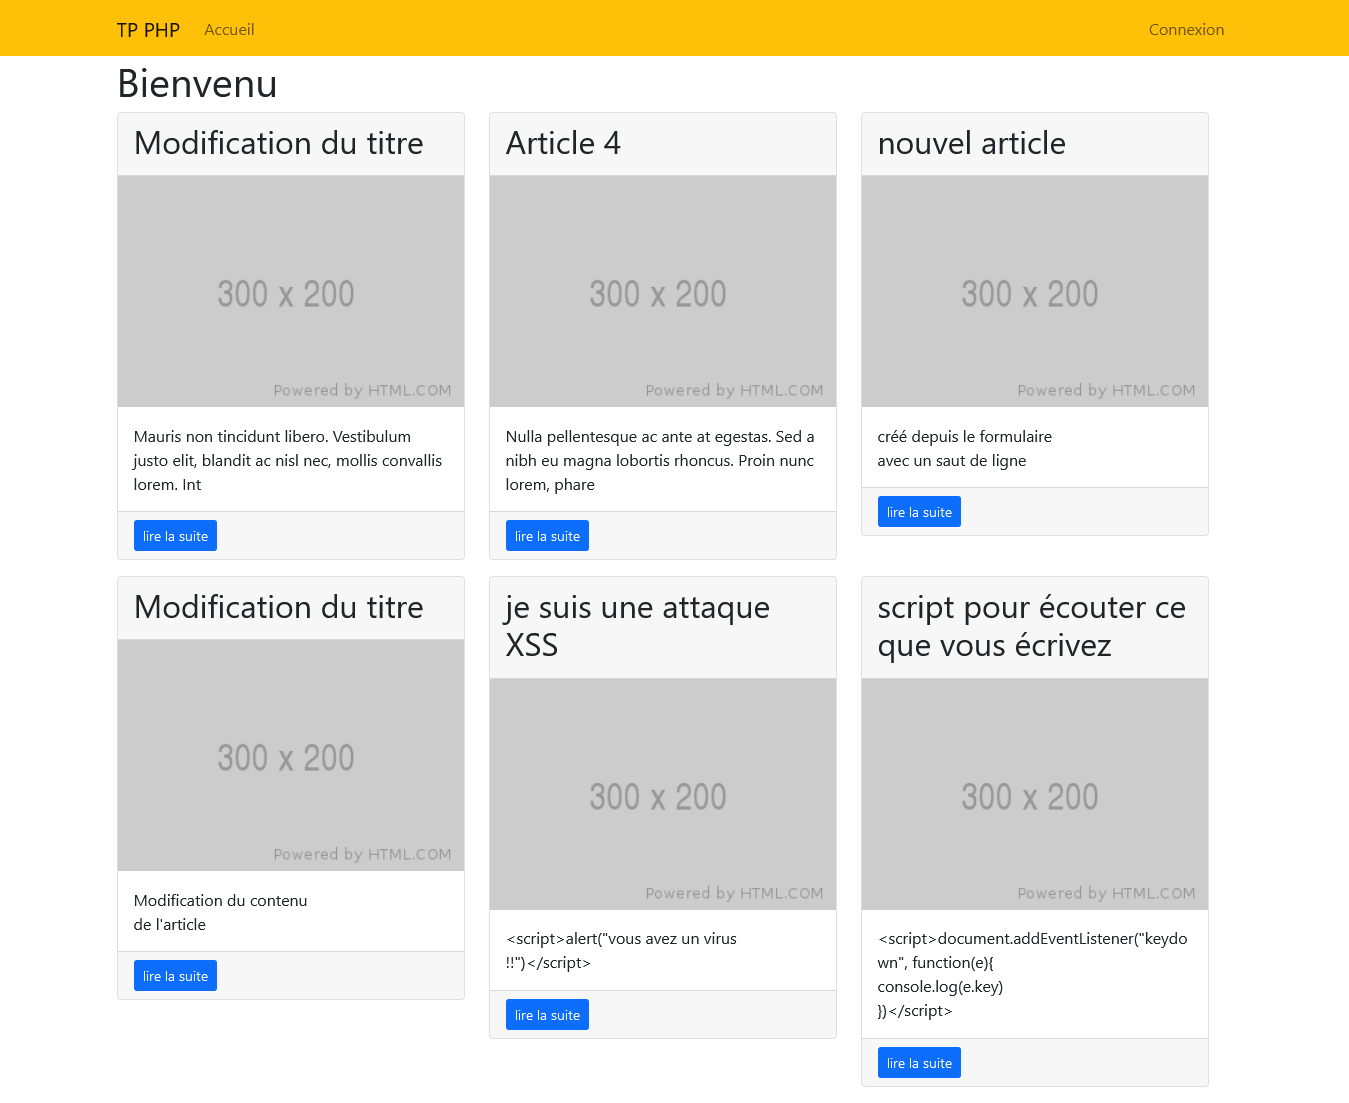 TP PHP
Accueil
Connexion
Bienvenu
Modification du titre
300 x 200
Powered by HTML.COM
Mauris non tincidunt libero. Vestibulum
justo elit, blandit ac nisl nec, mollis convallis
lorem. Int
lire la suite
Article 4
300 x 200
Powered by HTML.COM
Nulla pellentesque ac ante at egestas. Sed a
nibh eu magna lobortis rhoncus. Proin nunc
lorem, phare
lire la suite
nouvel article
300 x 200
Powered by HTML.COM
créé depuis le formulaire
avec un saut de ligne
lire la suite
Modification du titre
300 x 200
Powered by HTML.COM
Modification du contenu
de l'article
lire la suite
je suis une attaque
XSS
300 x 200
Powered by HTML.COM
<script>alert("vous avez un virus
!!")</script>
lire la suite
script pour écouter ce
que vous écrivez
300 x 200
Powered by HTML.COM
<script>document.addEventListener("keydo
wn", function(e){
console.log(e.key)
})</script>
lire la suite